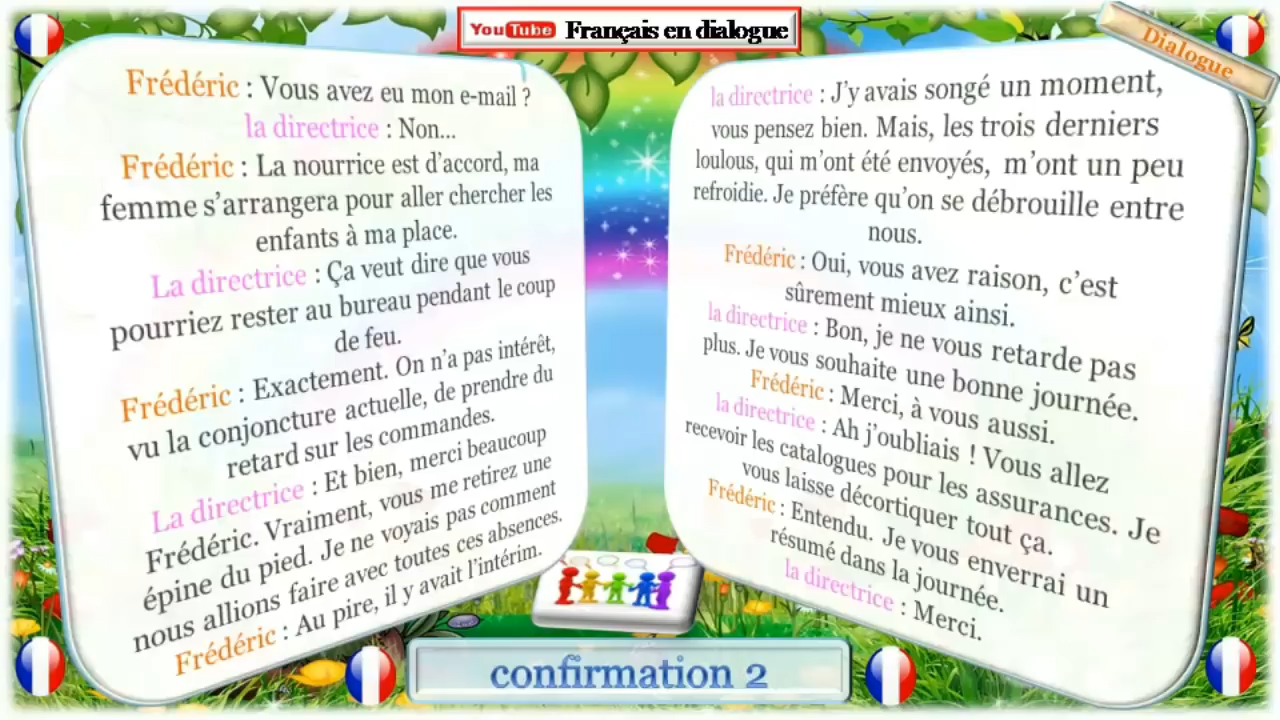 YouTube Français en dialogue
Dialogue
Frédéric : Vous avez eu mon e-mail ?
la directrice : Non...
Frédéric : La nourrice est d'accord, ma
femme s'arrangera pour aller chercher les
enfants à ma place.
La directrice : Ça veut dire que vous
pourriez rester au bureau pendant le coup
de feu.
Frédéric : Exactement. On n'a pas intérêt,
vu la conjoncture actuelle, de prendre du
retard sur les commandes.
La directrice : Et bien, merci beaucoup
Frédéric. Vraiment, vous me retirez une
épine du pied. Je ne voyais pas comment
nous allions faire avec toutes ces absences.
Frédéric : Au pire, il y avait l'intérim.
la directrice : J'y avais songé un moment,
vous pensez bien. Mais, les trois derniers
loulous, qui m'ont été envoyés, m'ont un peu
refroidie. Je préfère qu'on se débrouille entre
nous.
Frédéric : Oui, vous avez raison, c'est
sûrement mieux ainsi.
la directrice : Bon, je ne vous retarde pas
plus. Je vous souhaite une bonne journée.
Frédéric : Merci, à vous aussi.
la directrice : Ah j'oubliais ! Vous allez
recevoir les catalogues pour les assurances. Je
vous laisse décortiquer tout ça.
Frédéric : Entendu. Je vous enverrai un
résumé dans la journée.
la directrice : Merci.
confirmation 2